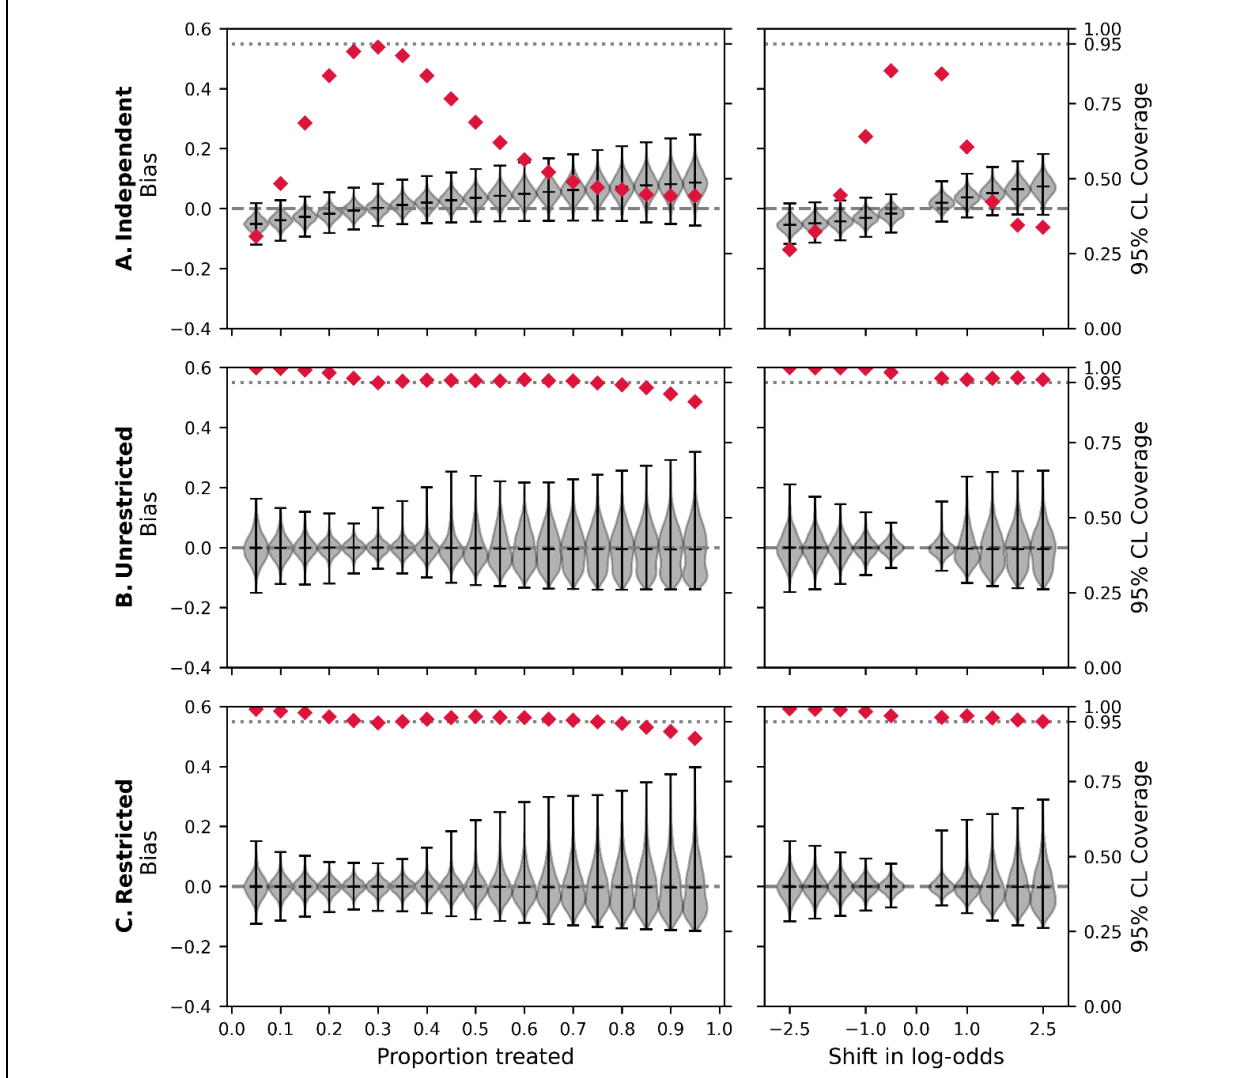 0.6
0.4
0.2
0.0
−0.2
−0.4
A. Independent
Bias
1.00
0.95
0.75
0.50
0.25
0.00
95% CL Coverage
0.6
0.4
0.2
0.0
−0.2
−0.4
B. Unrestricted
Bias
1.00
0.95
0.75
0.50
0.25
0.00
95% CL Coverage
0.6
0.4
0.2
0.0
−0.2
−0.4
C. Restricted
Bias
1.00
0.95
0.75
0.50
0.25
0.00
95% CL Coverage
0.0 0.1 0.2 0.3 0.4 0.5 0.6 0.7 0.8 0.9 1.0
Proportion treated
−2.5 −1.0 0.0 1.0 2.5
Shift in log-odds